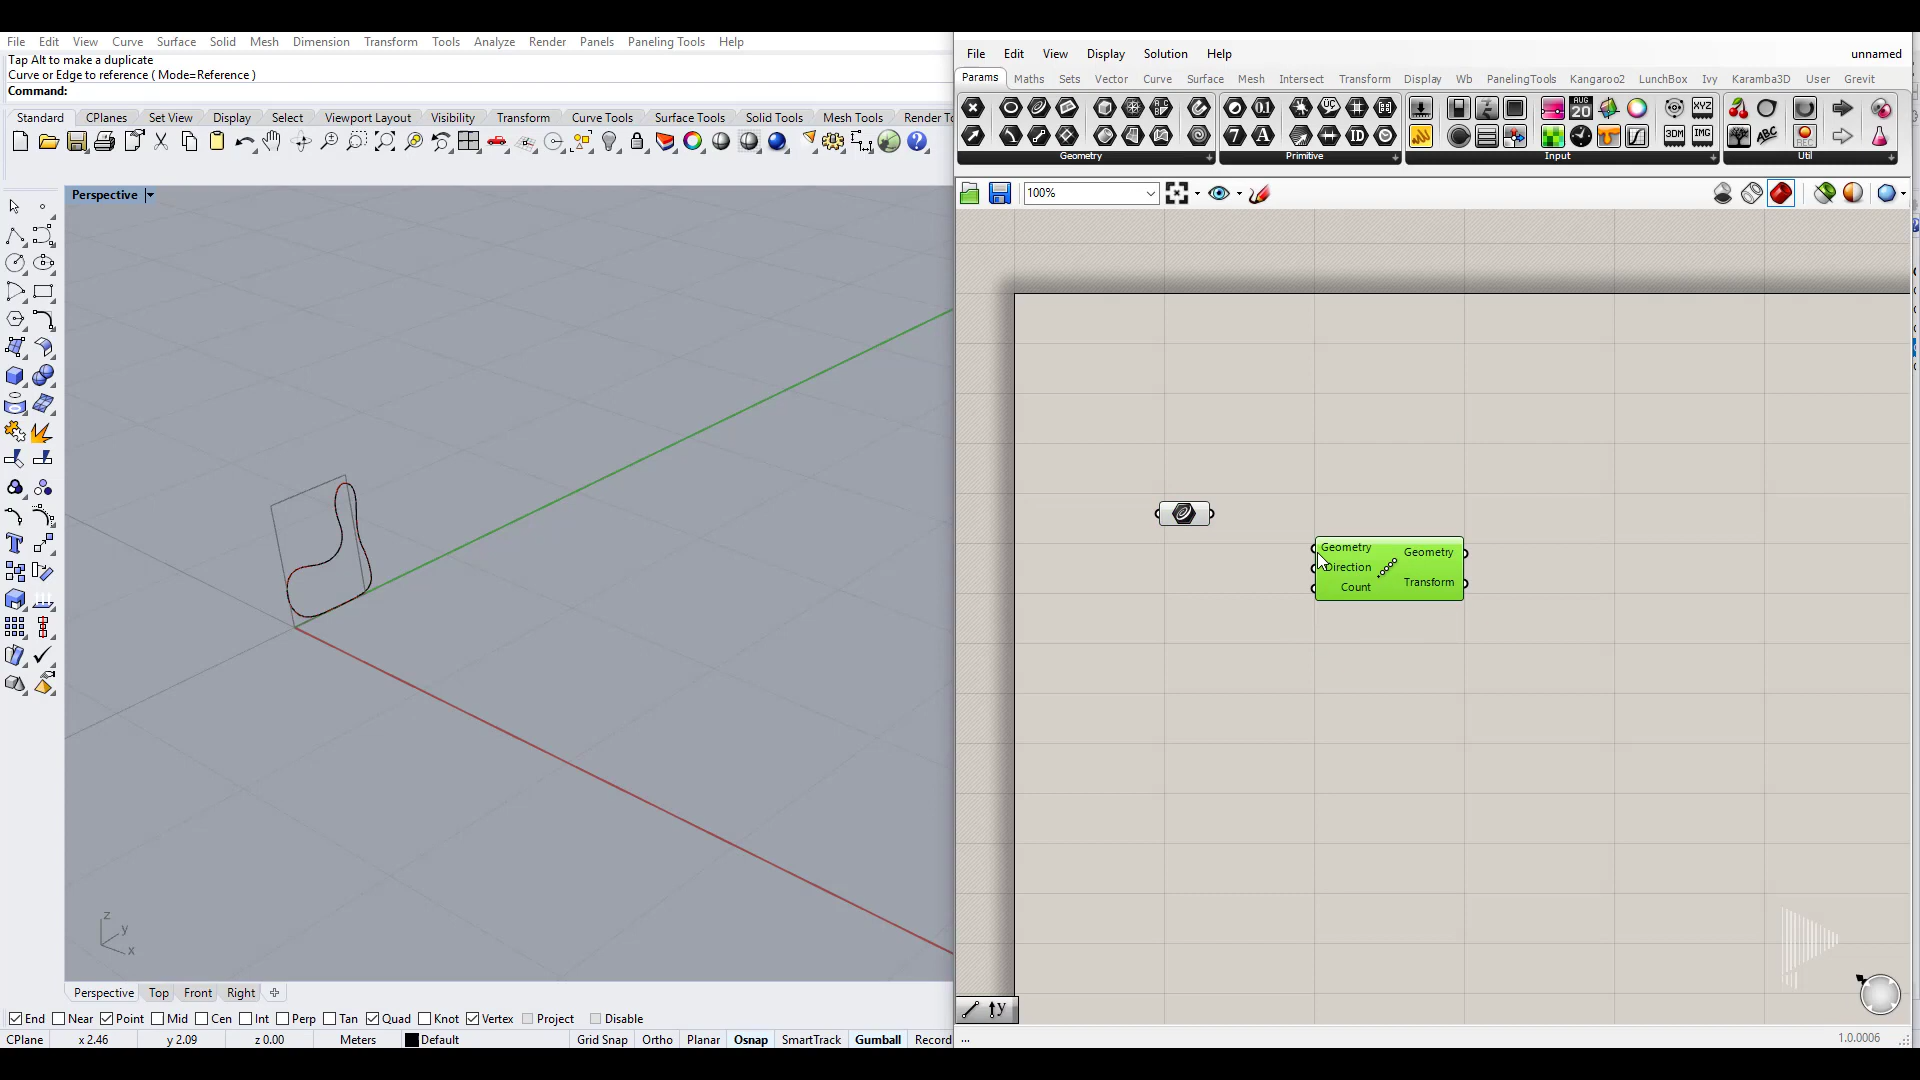 File Edit View Curve Surface Solid Mesh Dimension Transform Tools Analyze Render Panels Paneling Tools Help
Tap Alt to make a duplicate
Curve or Edge to reference ( Mode=Reference )
Command:
Standard CPlanes Set View Display Select Viewport Layout Visibility Transform Curve Tools Surface Tools Solid Tools Mesh Tools Render To
Perspective
z
y
x
Perspective Top Front Right
End Near Point Mid Cen Int Perp Tan Quad Knot Vertex Project Disable
CPlane x 2.46 y 2.09 z 0.00 Meters Default Grid Snap Ortho Planar Osnap SmartTrack Gumball Record
File Edit View Display Solution Help unnamed
Params Maths Sets Vector Curve Surface Mesh Intersect Transform Display Wb PanelingTools Kangaroo2 LunchBox Ivy Karamba3D User Grevit
Geometry Primitive Input Util
100%
Geometry
Direction
Count
Geometry
Transform
y
...
1.0.0006